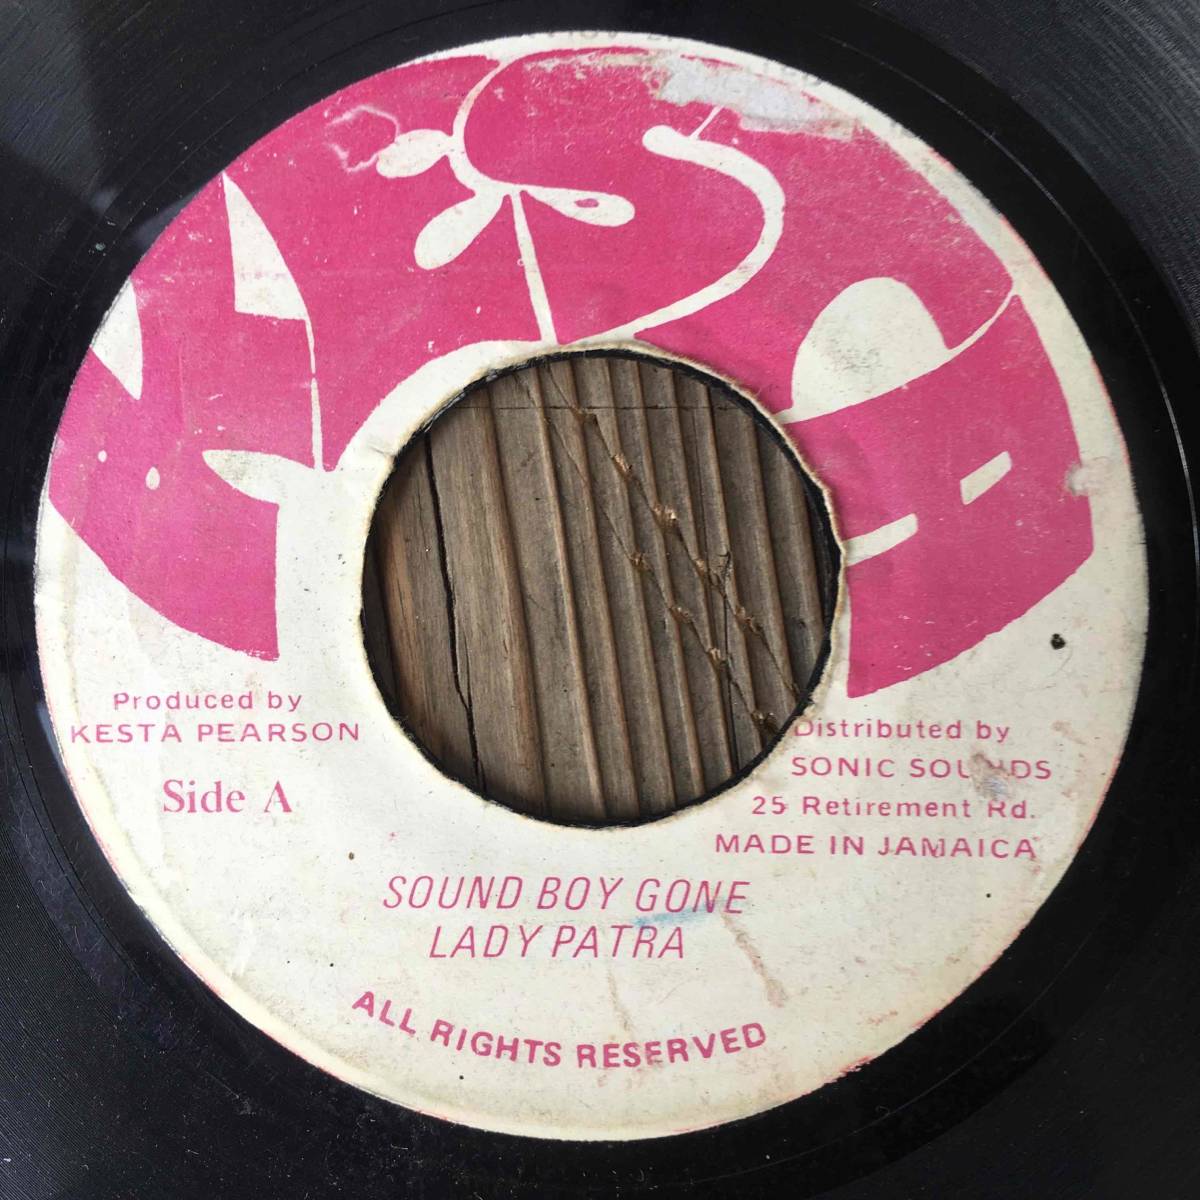 Produced by
KESTA PEARSON
Side A
Distributed by
SONIC SOUNDS
25 Retirement Rd.
MADE IN JAMAICA
SOUND BOY GONE
LADY PATRA
ALL RIGHTS RESERVED